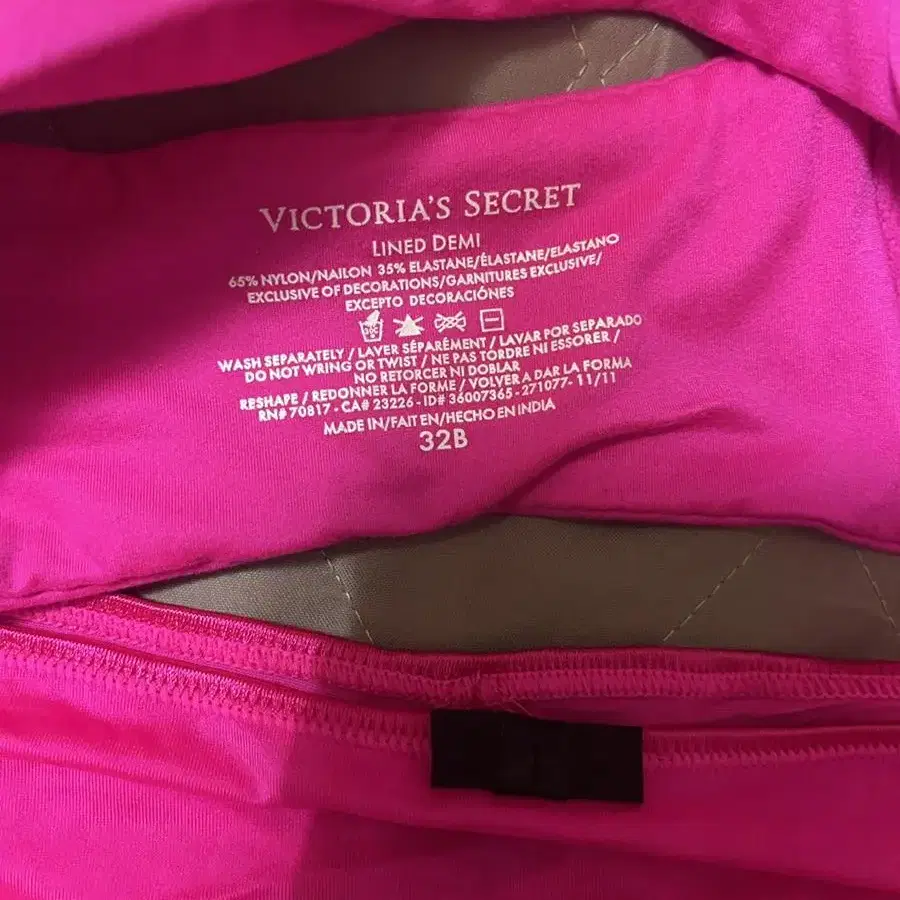 VICTORIA'S SECRET
LINED DEMI
65% NYLON/NAILON 35% ELASTANE/ÉLASTANE/ELASTANO
EXCLUSIVE OF DECORATIONS/GARNITURES EXCLUSIVE/
EXCEPTO DECORACIÓNES
30C
WASH SEPARATELY / LAVER SÉPARÉMENT / LAVAR POR SEPARADO
DO NOT WRING OR TWIST / NE PAS TORDRE NI ESSORER /
NO RETORCER NI DOBLAR
RESHAPE / REDONNER LA FORME / VOLVER A DAR LA FORMA
RN# 70817 - CA# 23226 - ID# 36007365 - 271077- 11/11
MADE IN/FAIT EN/HECHO EN INDIA
32B